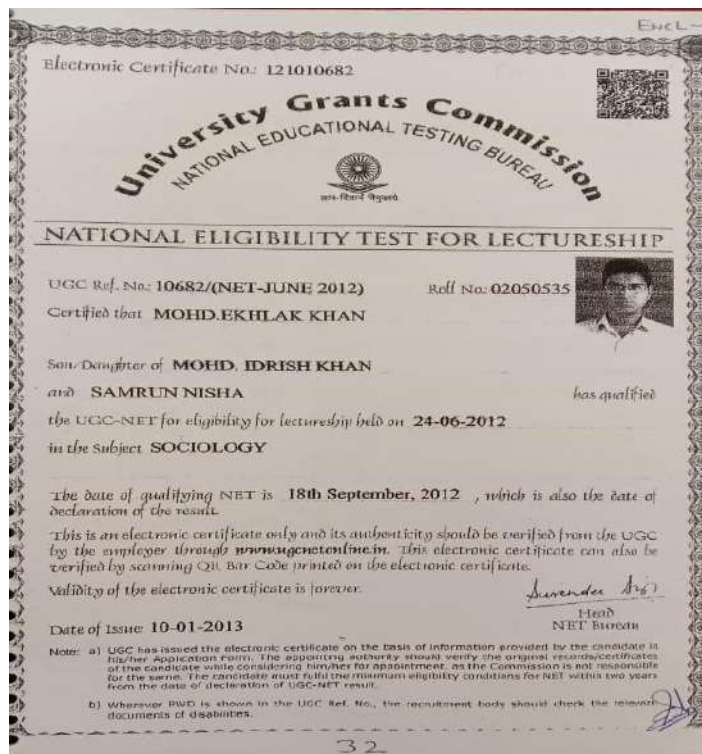 ENCL-
Electronic Certificate No.: 121010682
University Grants Commission
NATIONAL EDUCATIONAL TESTING BUREAU
ज्ञान-विज्ञानं विमुक्तये
NATIONAL ELIGIBILITY TEST FOR LECTURESHIP
UGC Ref. No.: 10682/(NET-JUNE 2012) Roll No.: 02050535
Certified that MOHD.EKHLAK KHAN
Son/Daughter of MOHD. IDRISH KHAN
and SAMRUN NISHA has qualified
the UGC-NET for eligibility for lectureship held on 24-06-2012
in the Subject SOCIOLOGY
The date of qualifying NET is 18th September, 2012 , which is also the date of
declaration of the result.
This is an electronic certificate only and its authenticity should be verified from the UGC
by the employer through www.ugcnetonline.in. This electronic certificate can also be
verified by scanning QR Bar Code printed on the electronic certificate.
Validity of the electronic certificate is forever.
Surender
Head
Date of Issue: 10-01-2013 NET Bureau
Note: a) UGC has issued the electronic certificate on the basis of information provided by the candidate in
his/her Application Form. The appointing authority should verify the original records/certificates
of the candidate while considering him/her for appointment, as the Commission is not responsible
for the same. The candidate must fulfil the minimum eligibility conditions for NET within two years
from the date of declaration of UGC-NET result.
b) Wherever PWD is shown in the UGC Ref. No., the recruitment body should check the relevant
documents of disabilities.
32